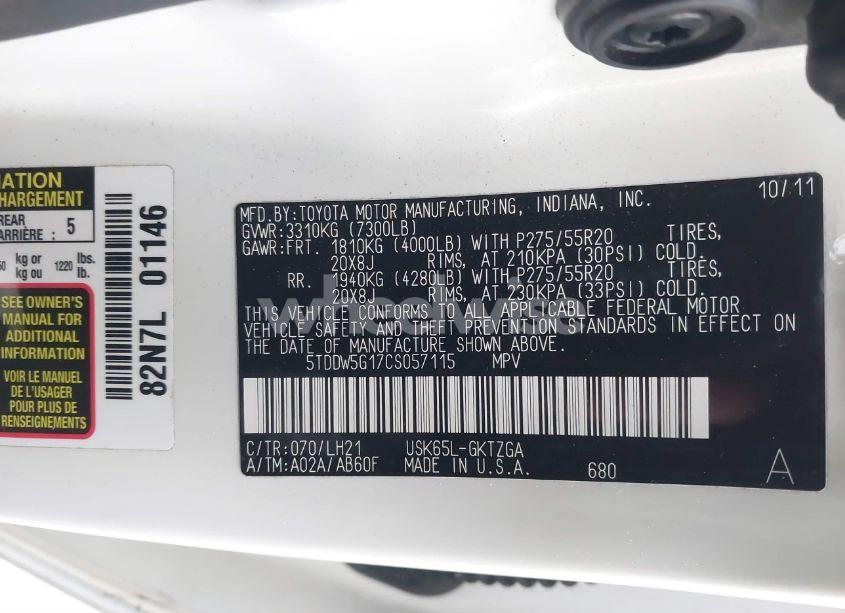 ATION
CHARGEMENT
REAR
ARRIÈRE : 5
kg or
kg ou 1220 lbs.
lb.
SEE OWNER'S
MANUAL FOR
ADDITIONAL
INFORMATION
VOIR LE MANUEL
DE L'USAGER
POUR PLUS DE
RENSEIGNEMENTS
82N7L 01146
10/11
MFD.BY:TOYOTA MOTOR MANUFACTURING, INDIANA, INC.
GVWR:3310KG (7300LB)
GAWR:FRT. 1810KG (4000LB) WITH P275/55R20 TIRES,
20X8J RIMS, AT 210KPA (30PSI) COLD.
RR. 1940KG (4280LB) WITH P275/55R20 TIRES,
20X8J RIMS, AT 230KPA (33PSI) COLD.
THIS VEHICLE CONFORMS TO ALL APPLICABLE FEDERAL MOTOR
VEHICLE SAFETY AND THEFT PREVENTION STANDARDS IN EFFECT ON
THE DATE OF MANUFACTURE SHOWN ABOVE.
5TDDW5G17CS057115 MPV
C/TR:070/LH21 USK65L-GKTZGA
A/TM:A02A/AB60F MADE IN U.S.A. 680 A
wheelwise